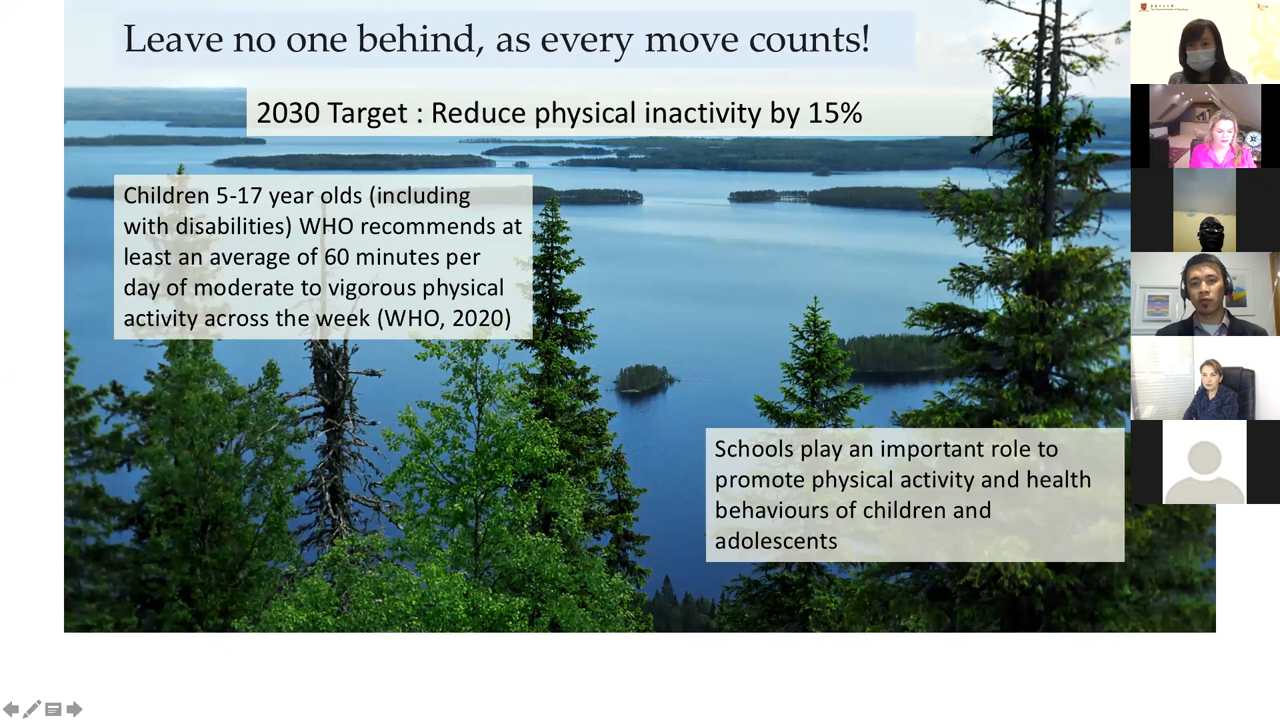 Leave no one behind, as every move counts!
2030 Target : Reduce physical inactivity by 15%
Children 5-17 year olds (including
with disabilities) WHO recommends at
least an average of 60 minutes per
day of moderate to vigorous physical
activity across the week (WHO, 2020)
Schools play an important role to
promote physical activity and health
behaviours of children and
adolescents